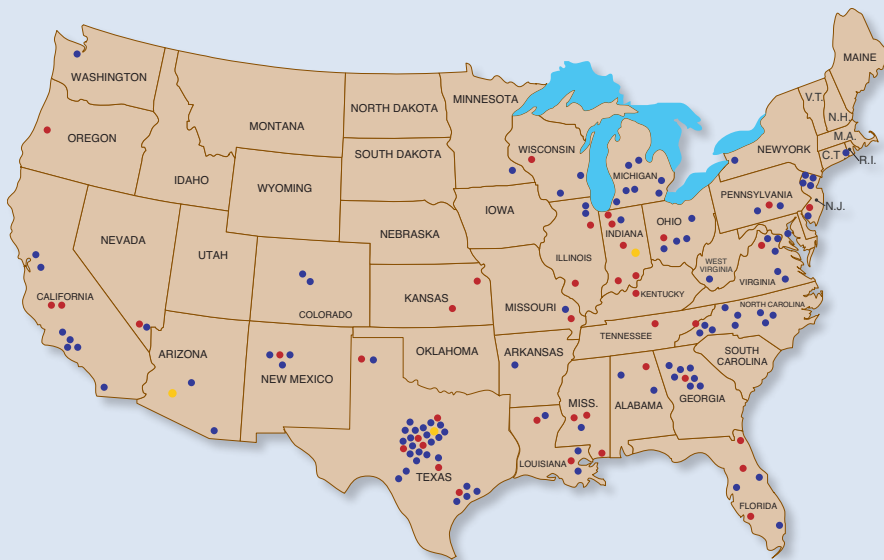 WASHINGTON
OREGON
CALIFORNIA
NEVADA
IDAHO
MONTANA
WYOMING
UTAH
ARIZONA
COLORADO
NEW MEXICO
NORTH DAKOTA
SOUTH DAKOTA
NEBRASKA
KANSAS
OKLAHOMA
TEXAS
MINNESOTA
IOWA
MISSOURI
ARKANSAS
LOUISIANA
WISCONSIN
ILLINOIS
MICHIGAN
INDIANA
OHIO
KENTUCKY
TENNESSEE
MISS.
ALABAMA
GEORGIA
FLORIDA
SOUTH
CAROLINA
NORTH CAROLINA
VIRGINIA
WEST
VIRGINIA
PENNSYLVANIA
NEWYORK
N.J.
C.T
R.I.
M.A.
V.T.
N.H.
MAINE